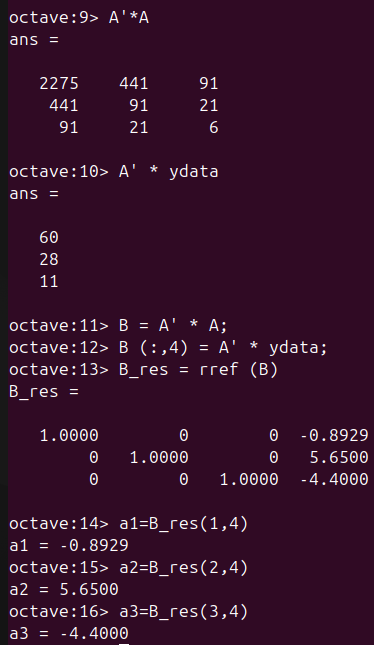 octave:9> A'*A
ans =
2275 441 91
441 91 21
91 21 6
octave:10> A' * ydata
ans =
60
28
11
octave:11> B = A' * A;
octave:12> B (:,4) = A' * ydata;
octave:13> B_res = rref (B)
B_res =
1.0000 0 0 -0.8929
0 1.0000 0 5.6500
0 0 1.0000 -4.4000
octave:14> a1=B_res(1,4)
a1 = -0.8929
octave:15> a2=B_res(2,4)
a2 = 5.6500
octave:16> a3=B_res(3,4)
a3 = -4.4000